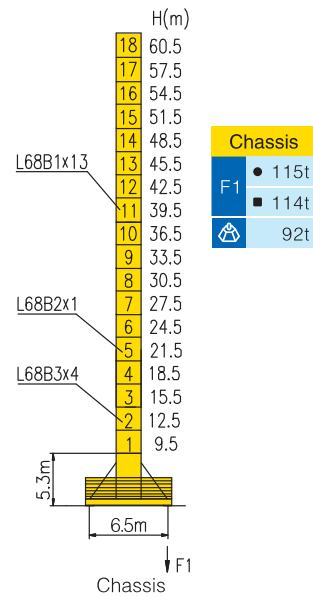 H(m)
18 60.5
17 57.5
16 54.5
15 51.5
14 48.5
13 45.5
12 42.5
11 39.5
10 36.5
9 33.5
8 30.5
7 27.5
6 24.5
5 21.5
4 18.5
3 15.5
2 12.5
1 9.5
L68B1x13
L68B2x1
L68B3x4
5.3m
6.5m
F1
Chassis
Chassis
F1
● 115t
■ 114t
92t